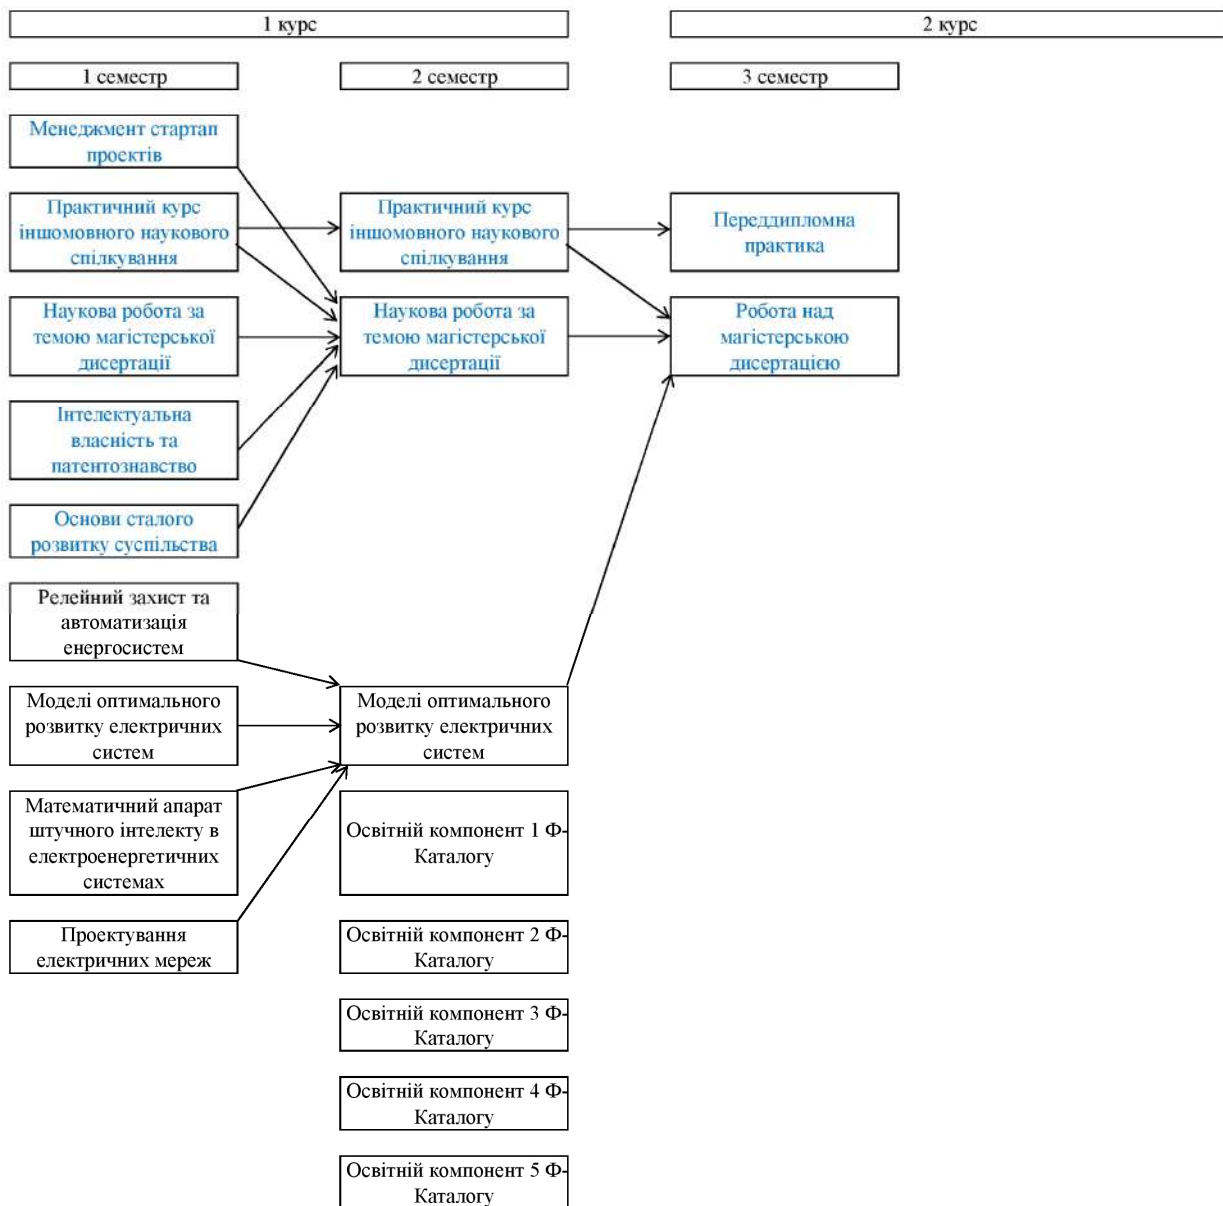 1 курс
2 курс
1 семестр
2 семестр
3 семестр
Менеджмент стартап
проектів
Практичний курс
іншомовного наукового
спілкування
Практичний курс
іншомовного наукового
спілкування
Переддипломна
практика
Наукова робота за
темою магістерської
дисертації
Наукова робота за
темою магістерської
дисертації
Робота над
магістерською
дисертацією
Інтелектуальна
власність та
патентознавство
Основи сталого
розвитку суспільства
Релейний захист та
автоматизація
енергосистем
Моделі оптимального
розвитку електричних
систем
Моделі оптимального
розвитку електричних
систем
Математичний апарат
штучного інтелекту в
електроенергетичних
системах
Освітній компонент 1 Ф-
Каталогу
Проектування
електричних мереж
Освітній компонент 2 Ф-
Каталогу
Освітній компонент 3 Ф-
Каталогу
Освітній компонент 4 Ф-
Каталогу
Освітній компонент 5 Ф-
Каталогу